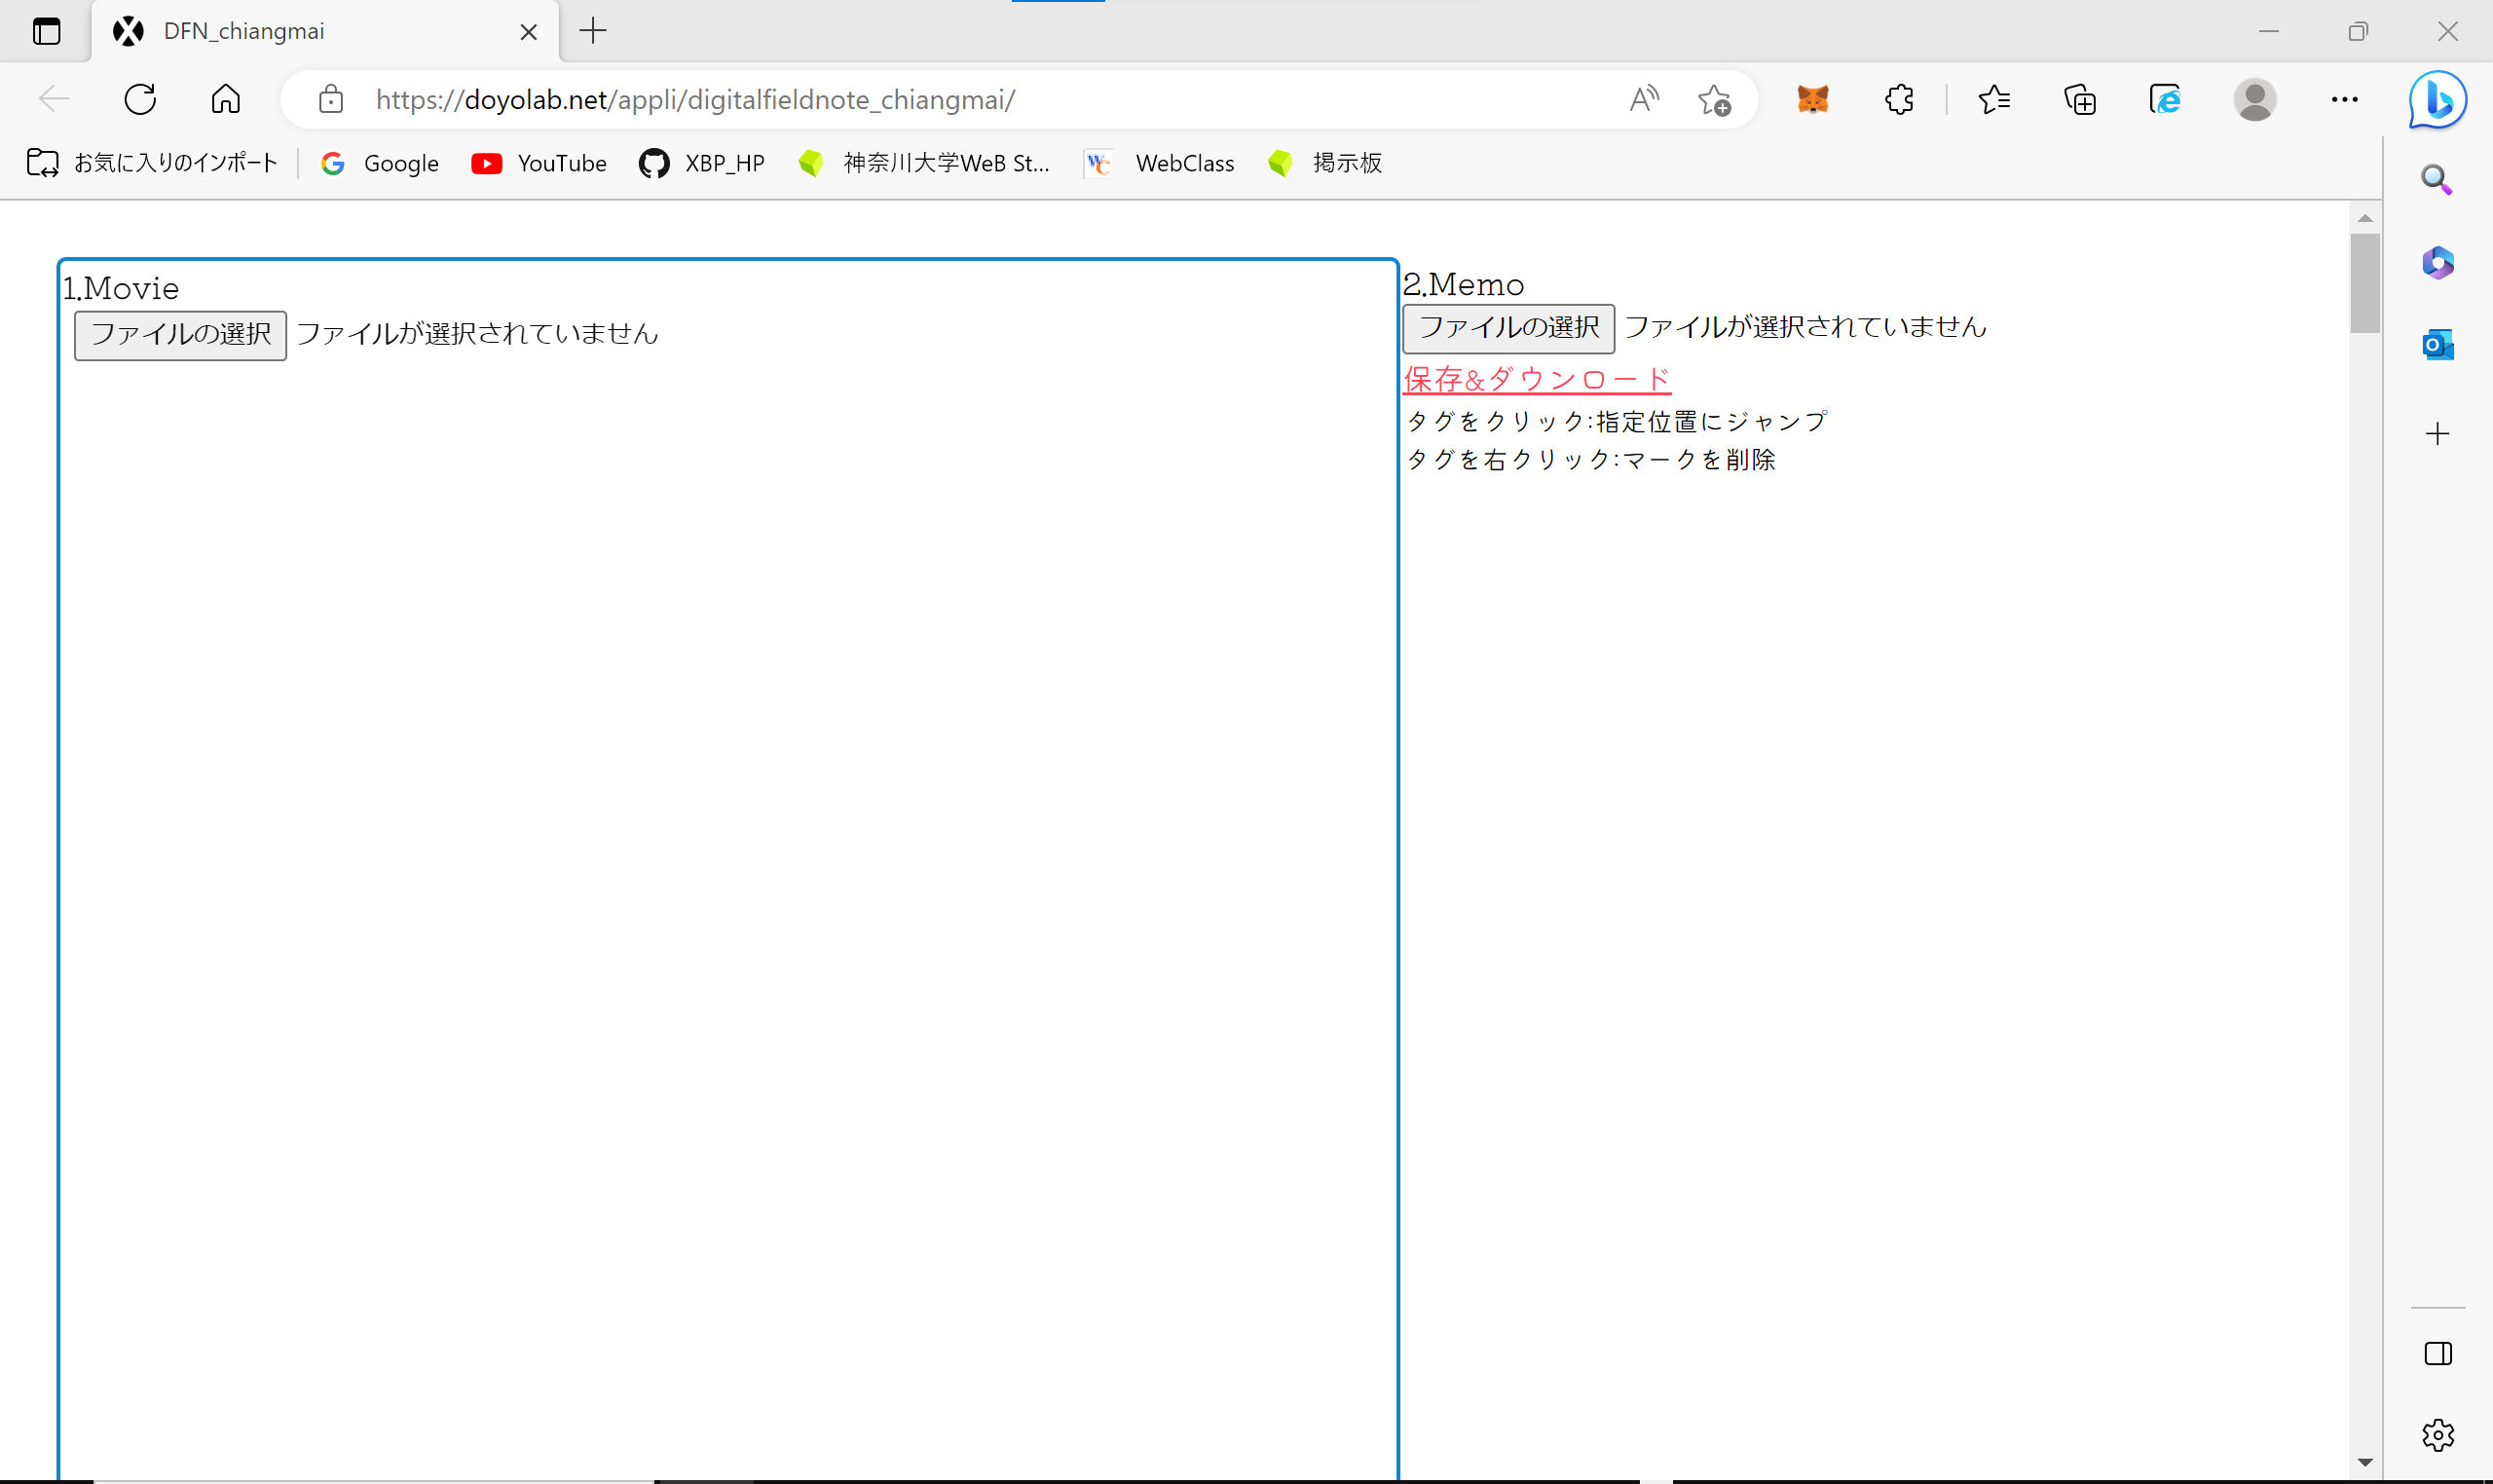 DFN_chiangmai
https://doyolab.net/appli/digitalfieldnote_chiangmai/
お気に入りのインポート Google YouTube XBP_HP 神奈川大学WeB St... WebClass 掲示板
1.Movie
ファイルの選択 ファイルが選択されていません
2.Memo
ファイルの選択 ファイルが選択されていません
保存&ダウンロード
タグをクリック:指定位置にジャンプ
タグを右クリック:マークを削除